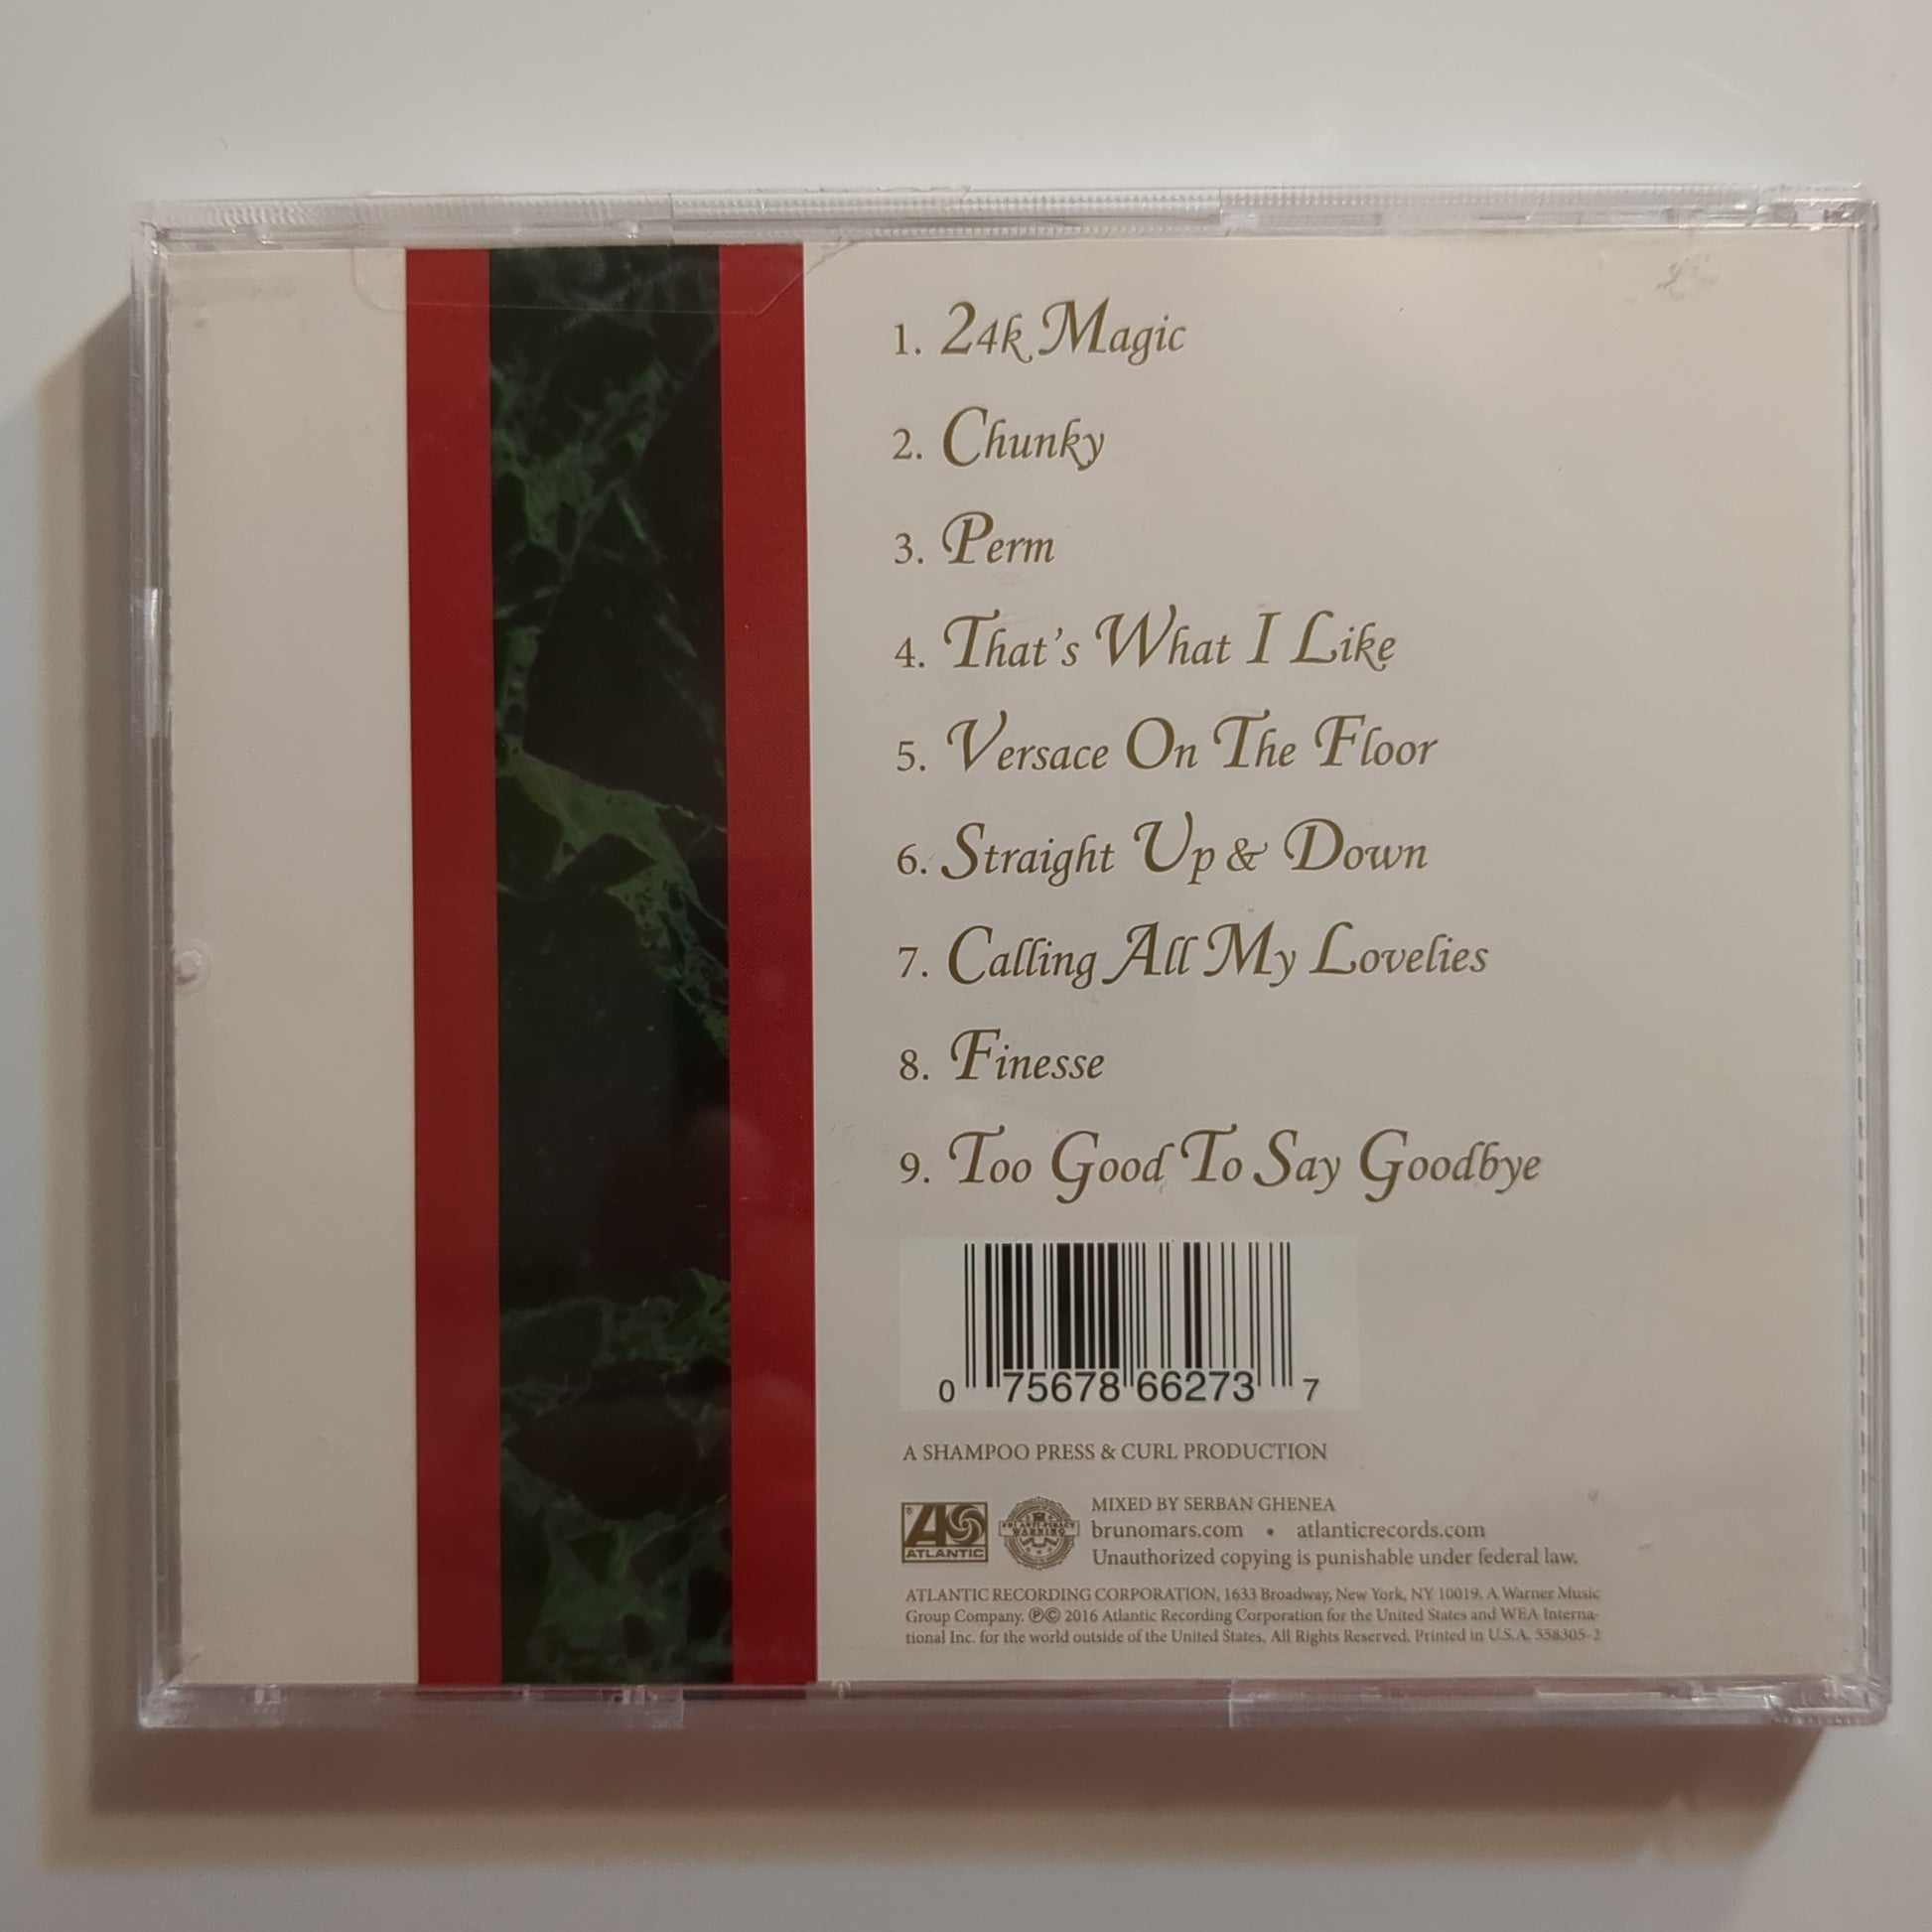 1. 24k Magic
2. Chunky
3. Perm
4. That's What I Like
5. Versace On The Floor
6. Straight Up & Down
7. Calling All My Lovelies
8. Finesse
9. Too Good To Say Goodbye
0 75678 66273 7
A SHAMPOO PRESS & CURL PRODUCTION
ATLANTIC
FBI ANTI-PIRACY
WARNING
MIXED BY SERBAN GHENEA
brunomars.com • atlanticrecords.com
Unauthorized copying is punishable under federal law.
ATLANTIC RECORDING CORPORATION, 1633 Broadway, New York, NY 10019. A Warner Music
Group Company. ℗© 2016 Atlantic Recording Corporation for the United States and WEA Interna-
tional Inc. for the world outside of the United States. All Rights Reserved. Printed in U.S.A. 558305-2